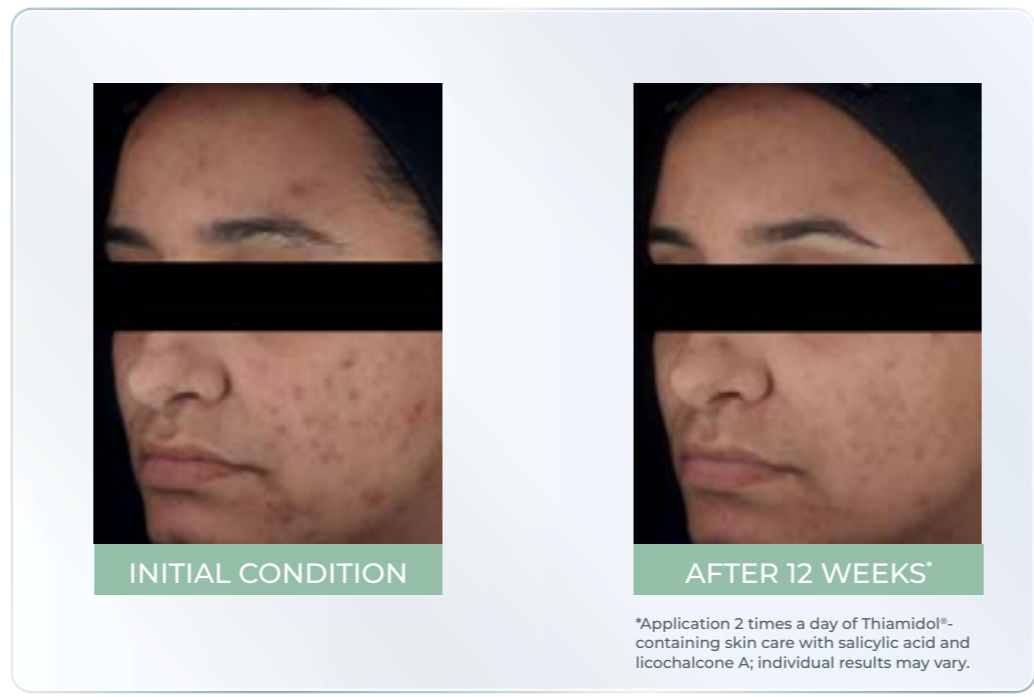 INITIAL CONDITION
AFTER 12 WEEKS*
*Application 2 times a day of Thiamidol®-
containing skin care with salicylic acid and
licochalcone A; individual results may vary.